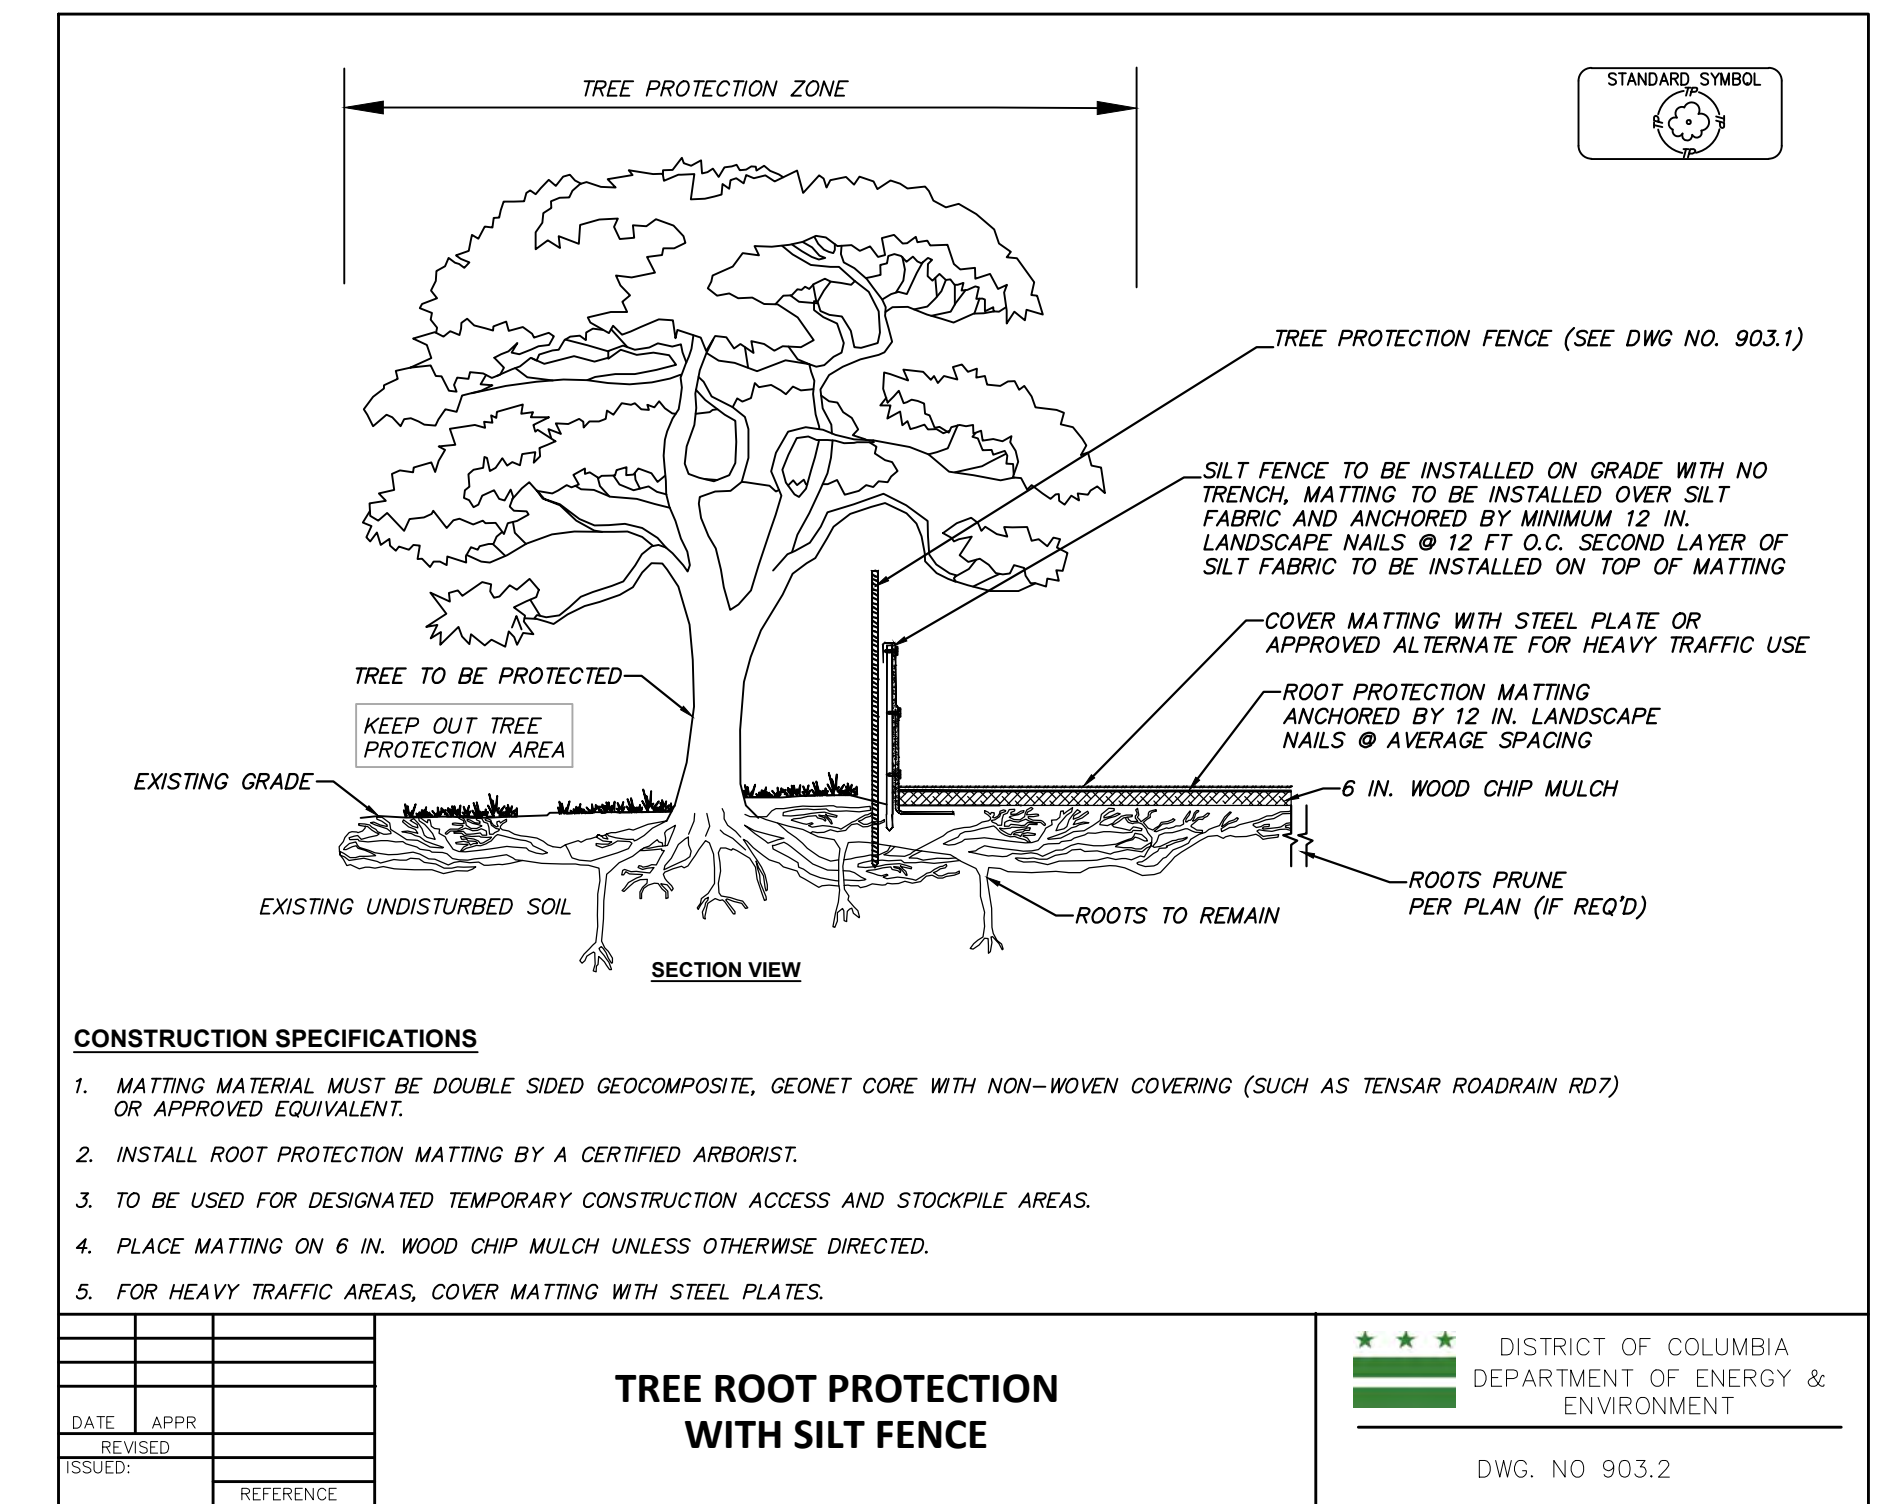 TREE PROTECTION ZONE
STANDARD SYMBOL
TP
TP
TP
TP
TREE PROTECTION FENCE (SEE DWG NO. 903.1)
SILT FENCE TO BE INSTALLED ON GRADE WITH NO
TRENCH, MATTING TO BE INSTALLED OVER SILT
FABRIC AND ANCHORED BY MINIMUM 12 IN.
LANDSCAPE NAILS @ 12 FT O.C. SECOND LAYER OF
SILT FABRIC TO BE INSTALLED ON TOP OF MATTING
COVER MATTING WITH STEEL PLATE OR
APPROVED ALTERNATE FOR HEAVY TRAFFIC USE
TREE TO BE PROTECTED
ROOT PROTECTION MATTING
ANCHORED BY 12 IN. LANDSCAPE
NAILS @ AVERAGE SPACING
KEEP OUT TREE
PROTECTION AREA
EXISTING GRADE
6 IN. WOOD CHIP MULCH
ROOTS PRUNE
PER PLAN (IF REQ'D)
EXISTING UNDISTURBED SOIL
ROOTS TO REMAIN
SECTION VIEW
CONSTRUCTION SPECIFICATIONS
1. MATTING MATERIAL MUST BE DOUBLE SIDED GEOCOMPOSITE, GEONET CORE WITH NON-WOVEN COVERING (SUCH AS TENSAR ROADRAIN RD7)
OR APPROVED EQUIVALENT.
2. INSTALL ROOT PROTECTION MATTING BY A CERTIFIED ARBORIST.
3. TO BE USED FOR DESIGNATED TEMPORARY CONSTRUCTION ACCESS AND STOCKPILE AREAS.
4. PLACE MATTING ON 6 IN. WOOD CHIP MULCH UNLESS OTHERWISE DIRECTED.
5. FOR HEAVY TRAFFIC AREAS, COVER MATTING WITH STEEL PLATES.
DATE APPR
REVISED
ISSUED:
REFERENCE
TREE ROOT PROTECTION
WITH SILT FENCE
DISTRICT OF COLUMBIA
DEPARTMENT OF ENERGY &
ENVIRONMENT
DWG. NO 903.2